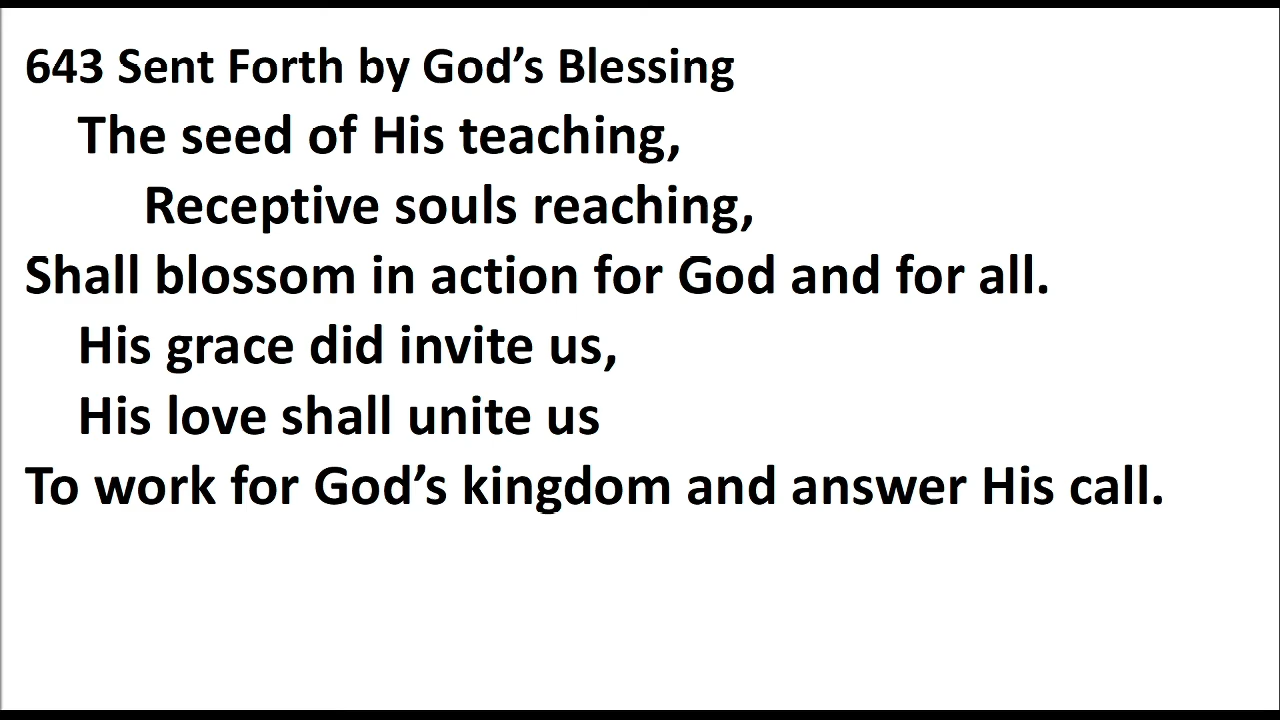 643 Sent Forth by God’s Blessing
The seed of His teaching,
Receptive souls reaching,
Shall blossom in action for God and for all.
His grace did invite us,
His love shall unite us
To work for God’s kingdom and answer His call.